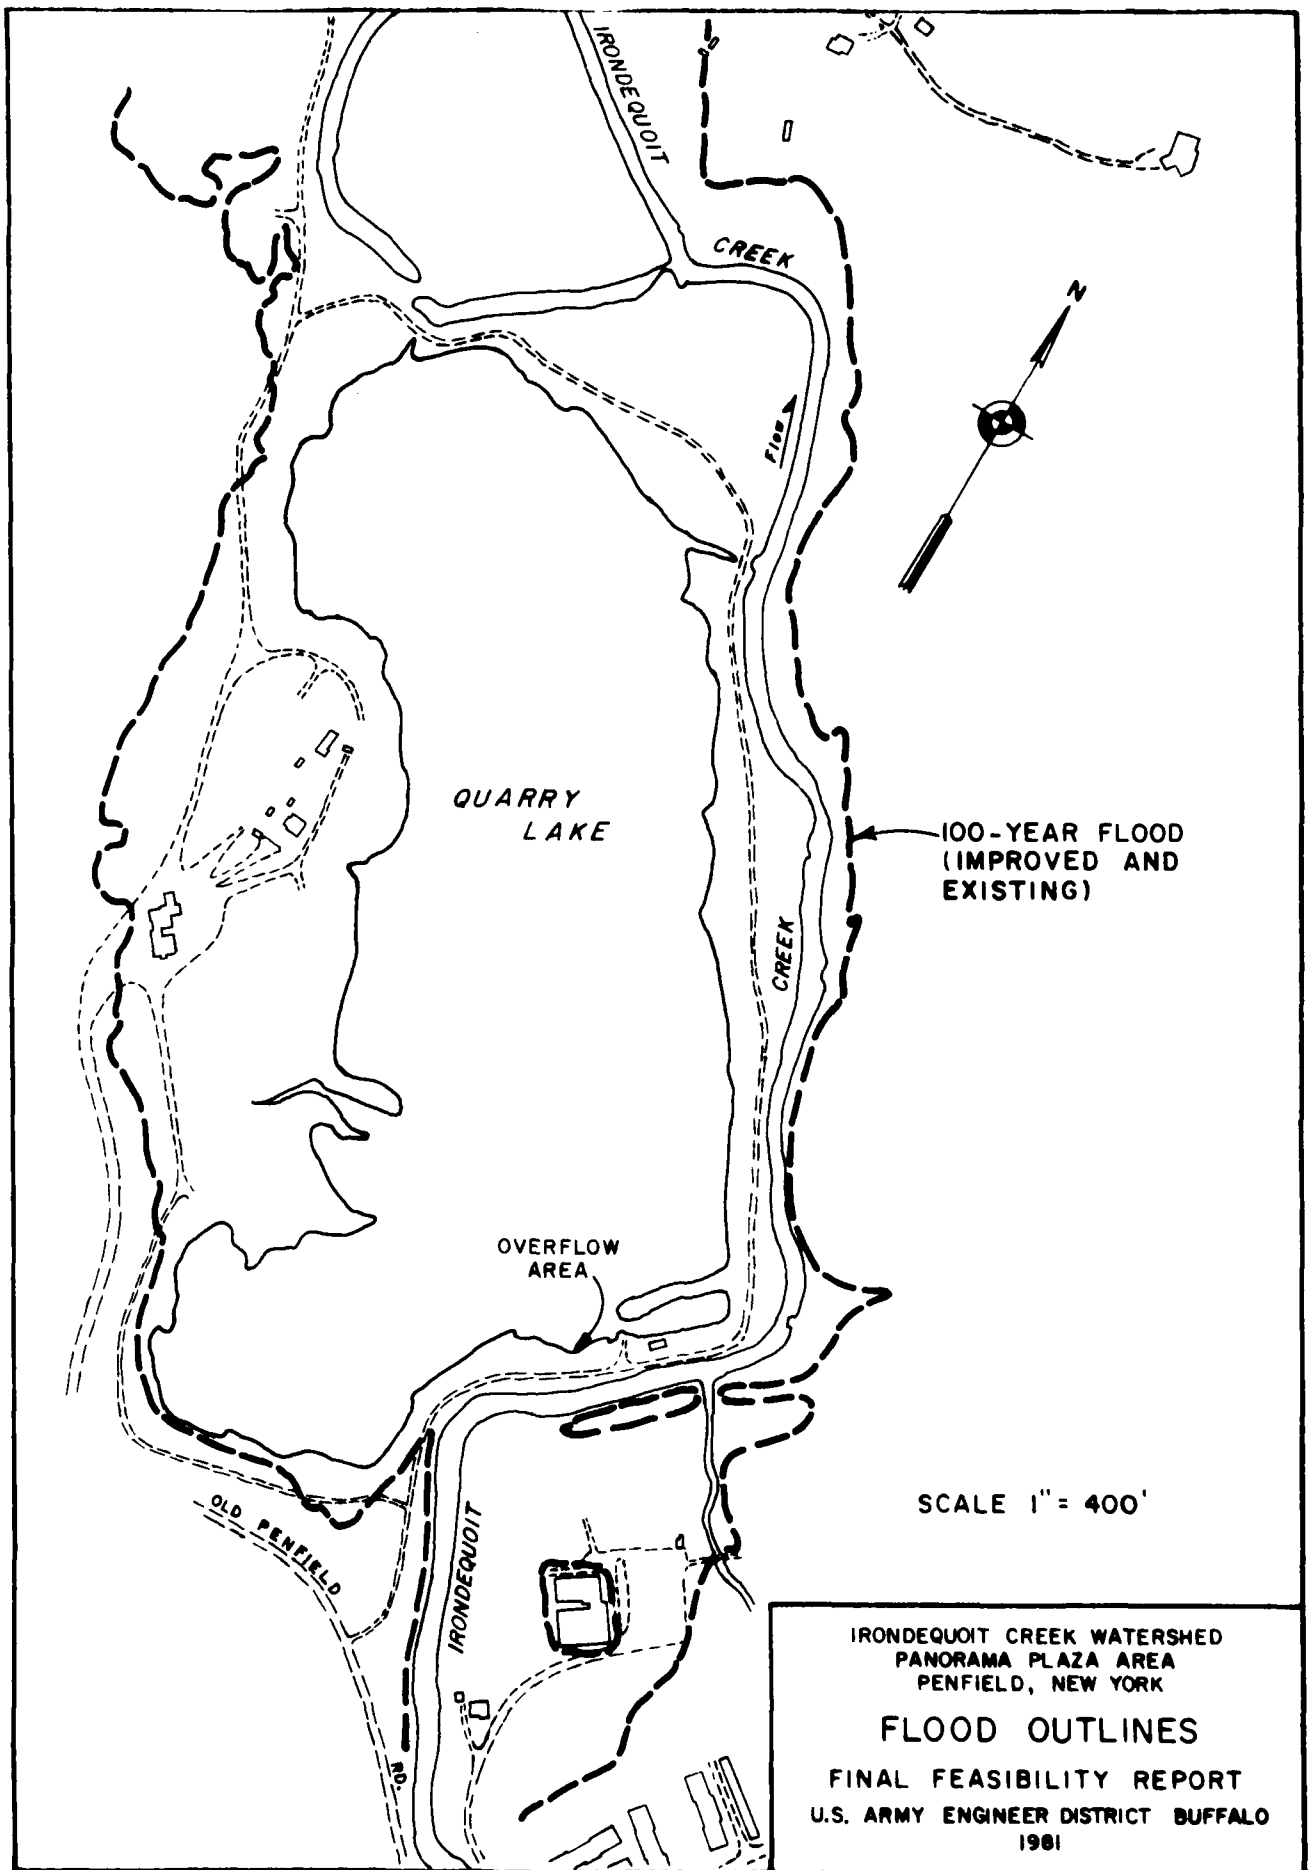 IRONDEQUOIT
CREEK
N
Flow
QUARRY
LAKE
100-YEAR FLOOD
(IMPROVED AND
EXISTING)
CREEK
OVERFLOW
AREA
OLD PENFIELD
RD.
IRONDEQUOIT
SCALE 1" = 400'
IRONDEQUOIT CREEK WATERSHED
PANORAMA PLAZA AREA
PENFIELD, NEW YORK
FLOOD OUTLINES
FINAL FEASIBILITY REPORT
U.S. ARMY ENGINEER DISTRICT BUFFALO
1981